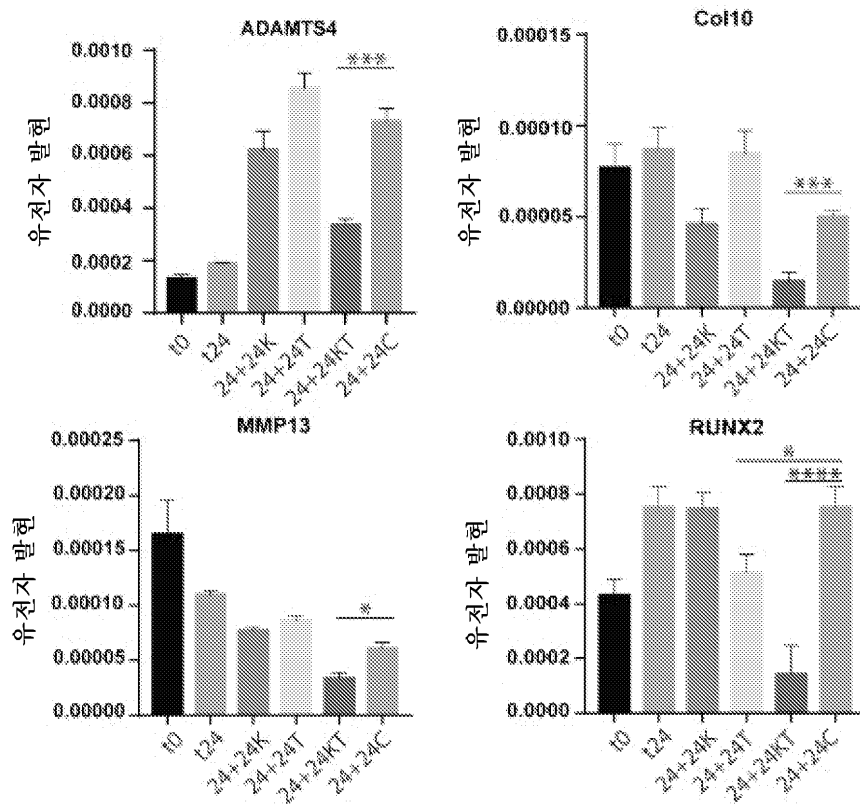 ADAMTS4
유전자 발현
0.0010
0.0008
0.0006
0.0004
0.0002
0.0000
***
t0
t24
24+24K
24+24T
24+24KT
24+24C
Col10
유전자 발현
0.00015
0.00010
0.00005
0.00000
***
t0
t24
24+24K
24+24T
24+24KT
24+24C
MMP13
유전자 발현
0.00025
0.00020
0.00015
0.00010
0.00005
0.00000
*
t0
t24
24+24K
24+24T
24+24KT
24+24C
RUNX2
유전자 발현
0.0010
0.0008
0.0006
0.0004
0.0002
0.0000
*
****
t0
t24
24+24K
24+24T
24+24KT
24+24C